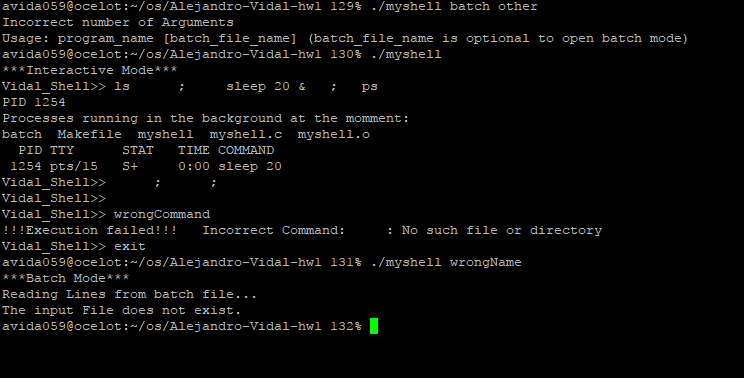 avida059@ocelot:~/os/Alejandro-Vidal-hw1 129% ./myshell batch other
Incorrect number of Arguments
Usage: program_name [batch_file_name] (batch_file_name is optional to open batch mode)
avida059@ocelot:~/os/Alejandro-Vidal-hw1 130% ./myshell
***Interactive Mode***
Vidal_Shell>> ls      ;     sleep 20 &   ;   ps
PID 1254
Processes running in the background at the momment:
batch  Makefile  myshell  myshell.c  myshell.o
  PID TTY      STAT   TIME COMMAND
 1254 pts/15   S+     0:00 sleep 20
Vidal_Shell>>       ;      ;
Vidal_Shell>>
Vidal_Shell>> wrongCommand
!!!Execution failed!!!   Incorrect Command:     : No such file or directory
Vidal_Shell>> exit
avida059@ocelot:~/os/Alejandro-Vidal-hw1 131% ./myshell wrongName
***Batch Mode***
Reading Lines from batch file...
The input File does not exist.
avida059@ocelot:~/os/Alejandro-Vidal-hw1 132%